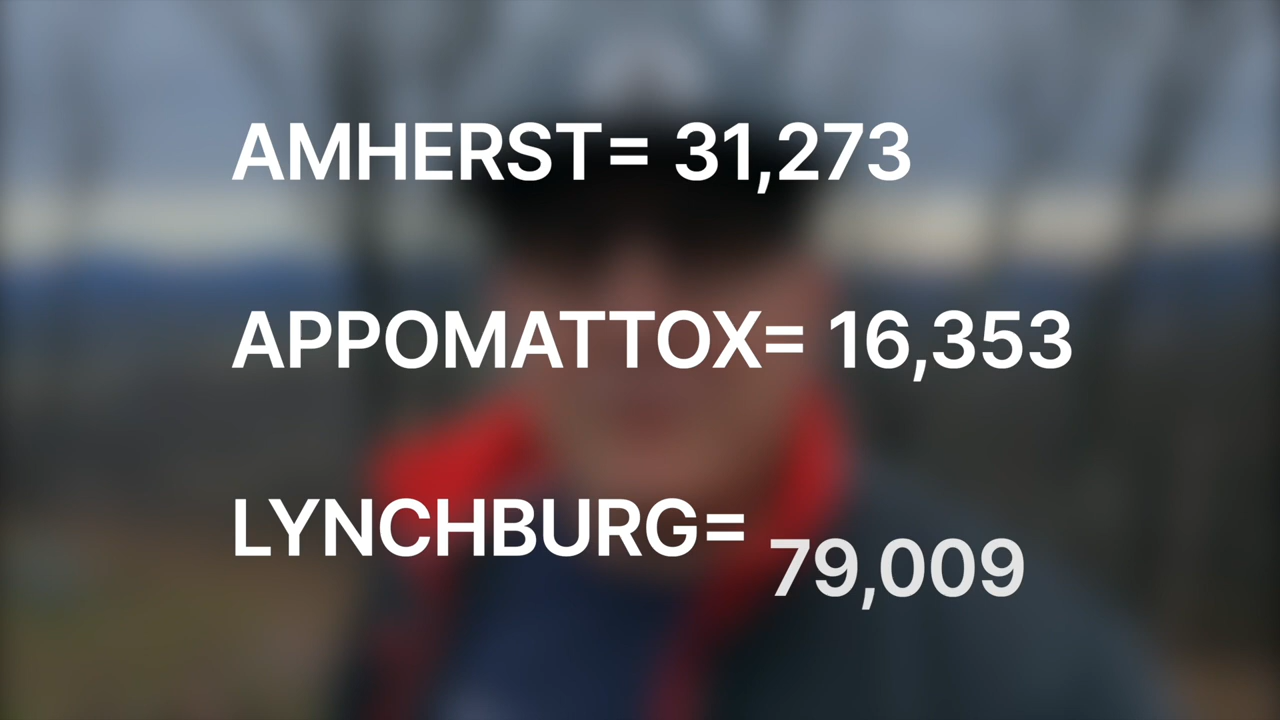 AMHERST= 31,273
APPOMATTOX= 16,353
LYNCHBURG= 79,009